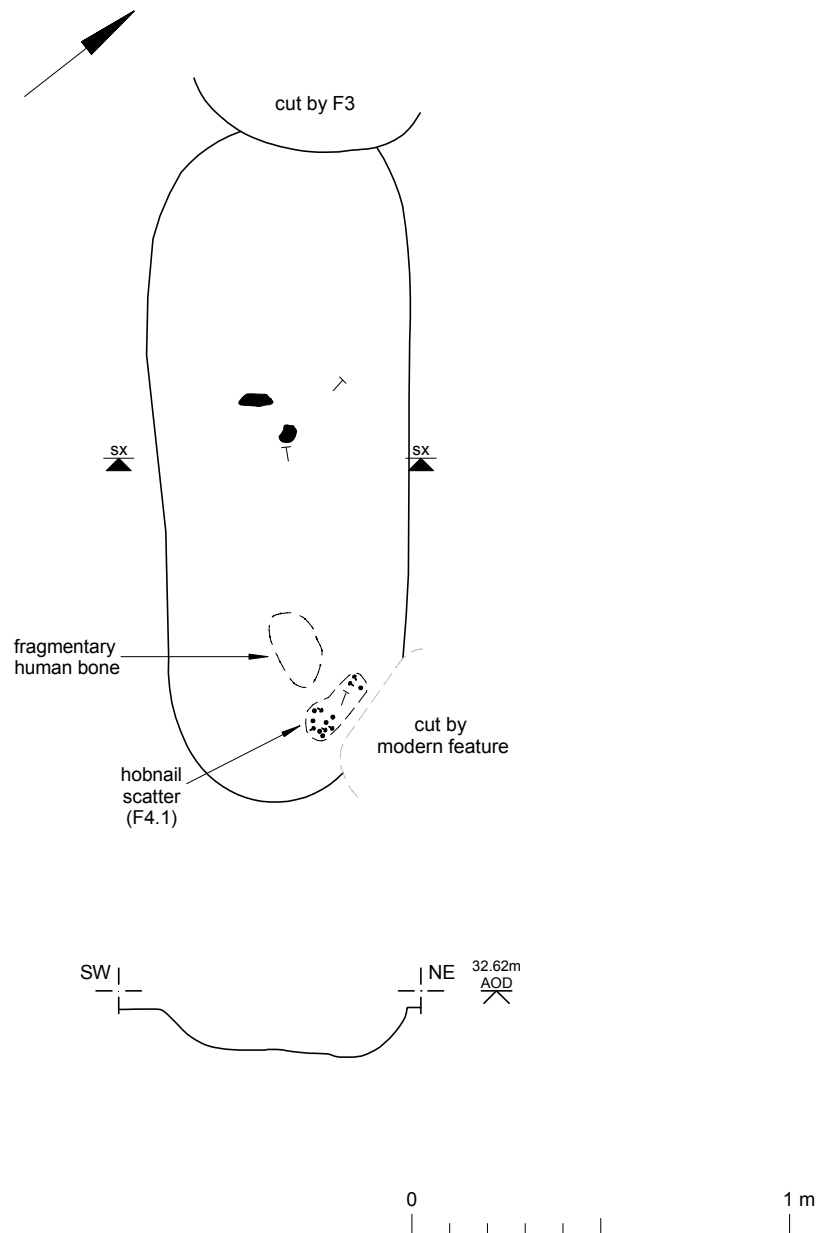 cut by F3
sx
sx
fragmentary
human bone
cut by
modern feature
hobnail
scatter
(F4.1)
SW
NE
32.62m
AOD
0
1 m